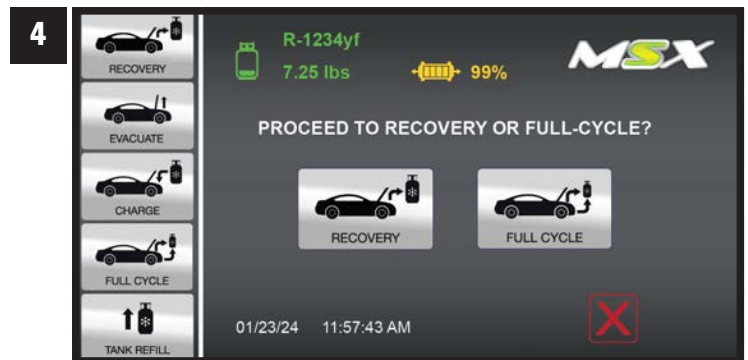 4
RECOVERY
EVACUATE
CHARGE
FULL CYCLE
TANK REFILL
R-1234yf
7.25 lbs
99%
MSX
PROCEED TO RECOVERY OR FULL-CYCLE?
RECOVERY
FULL CYCLE
01/23/24 11:57:43 AM
X